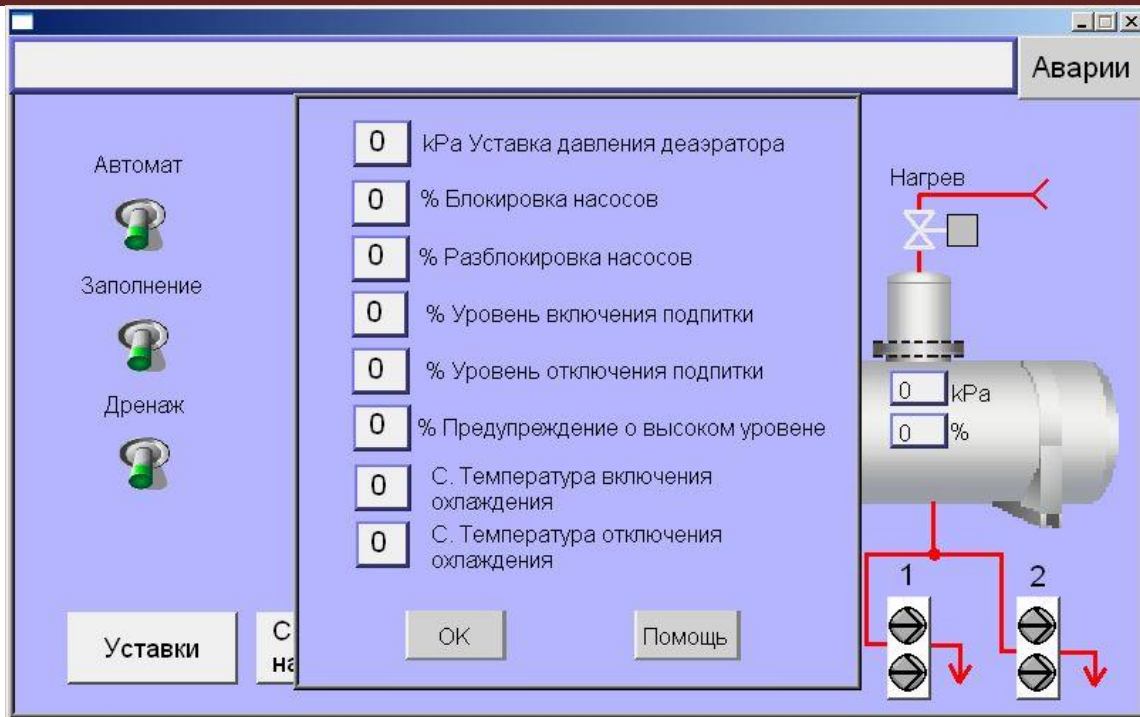 Аварии
Автомат
Заполнение
Дренаж
Уставки
С
на
0 kPa Уставка давления деаэратора
0 % Блокировка насосов
0 % Разблокировка насосов
0 % Уровень включения подпитки
0 % Уровень отключения подпитки
0 % Предупреждение о высоком уровене
0 С. Температура включения
охлаждения
0 С. Температура отключения
охлаждения
OK
Помощь
Нагрев
0 kPa
0 %
1
2